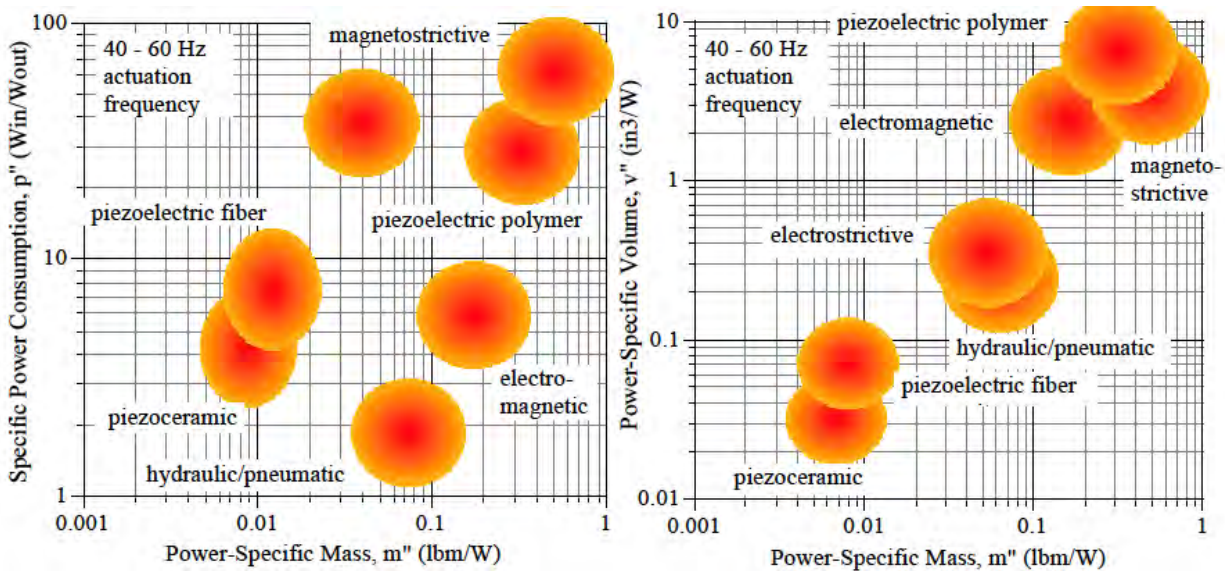 Specific Power Consumption, p" (Win/Wout)
100
10
1
40 - 60 Hz
actuation
frequency
magnetostrictive
piezoelectric fiber
piezoelectric polymer
piezoceramic
electro-
magnetic
hydraulic/pneumatic
0.001
0.01
0.1
1
Power-Specific Mass, m" (lbm/W)
Power-Specific Volume, v" (in3/W)
10
1
0.1
0.01
40 - 60 Hz
actuation
frequency
piezoelectric polymer
electromagnetic
magneto-
strictive
electrostrictive
hydraulic/pneumatic
piezoelectric fiber
piezoceramic
0.001
0.01
0.1
1
Power-Specific Mass, m" (lbm/W)